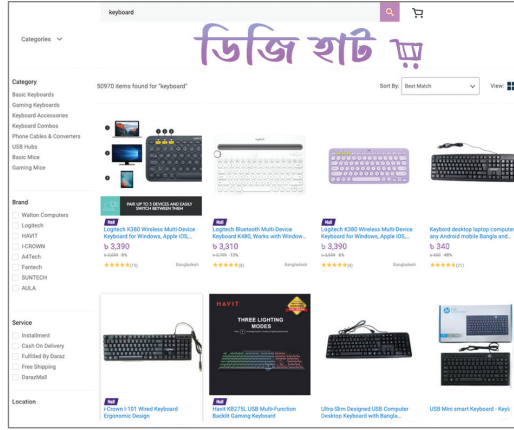 keyboard
Categories
ডিজি হাট
Category
Basic Keyboards
Gaming Keyboards
Keyboard Accessories
Keyboard Combos
Phone Cables & Converters
USB Hubs
Basic Mice
Gaming Mice
50970 items found for "keyboard"
Sort By: Best Match
View:
Brand
Walton Computers
Logitech
HAVIT
I-CROWN
A4Tech
Fantech
SUNTECH
AULA
PAIR UP TO 3 DEVICES AND EASILY
SWITCH BETWEEN THEM
Mall
Logitech K380 Wireless Multi-Device
Keyboard for Windows, Apple iOS,...
৳ 3,390
(15)
Bangladesh
Mall
Logitech Bluetooth Multi-Device
Keyboard K480, Works with Window...
৳ 3,310
-13%
Bangladesh
Mall
Logitech K380 Wireless Multi-Device
Keyboard for Windows, Apple iOS,...
৳ 3,390
(4)
Bangladesh
Keybord desktop laptop computer
any Android mobile Bangla and...
৳ 340
-48%
Service
Installment
Cash On Delivery
Fulfilled By Daraz
Free Shipping
DarazMall
Location
Mall
i-Crown I-101 Wired Keyboard
Ergonomic Design
HAVIT
THREE LIGHTING
MODES
Mall
Havit KB275L USB Multi-Function
Backlit Gaming Keyboard
Ultra-Slim Designed USB Computer
Desktop Keyboard with Bangla...
hp
USB Mini smart Keyboard - Keyb